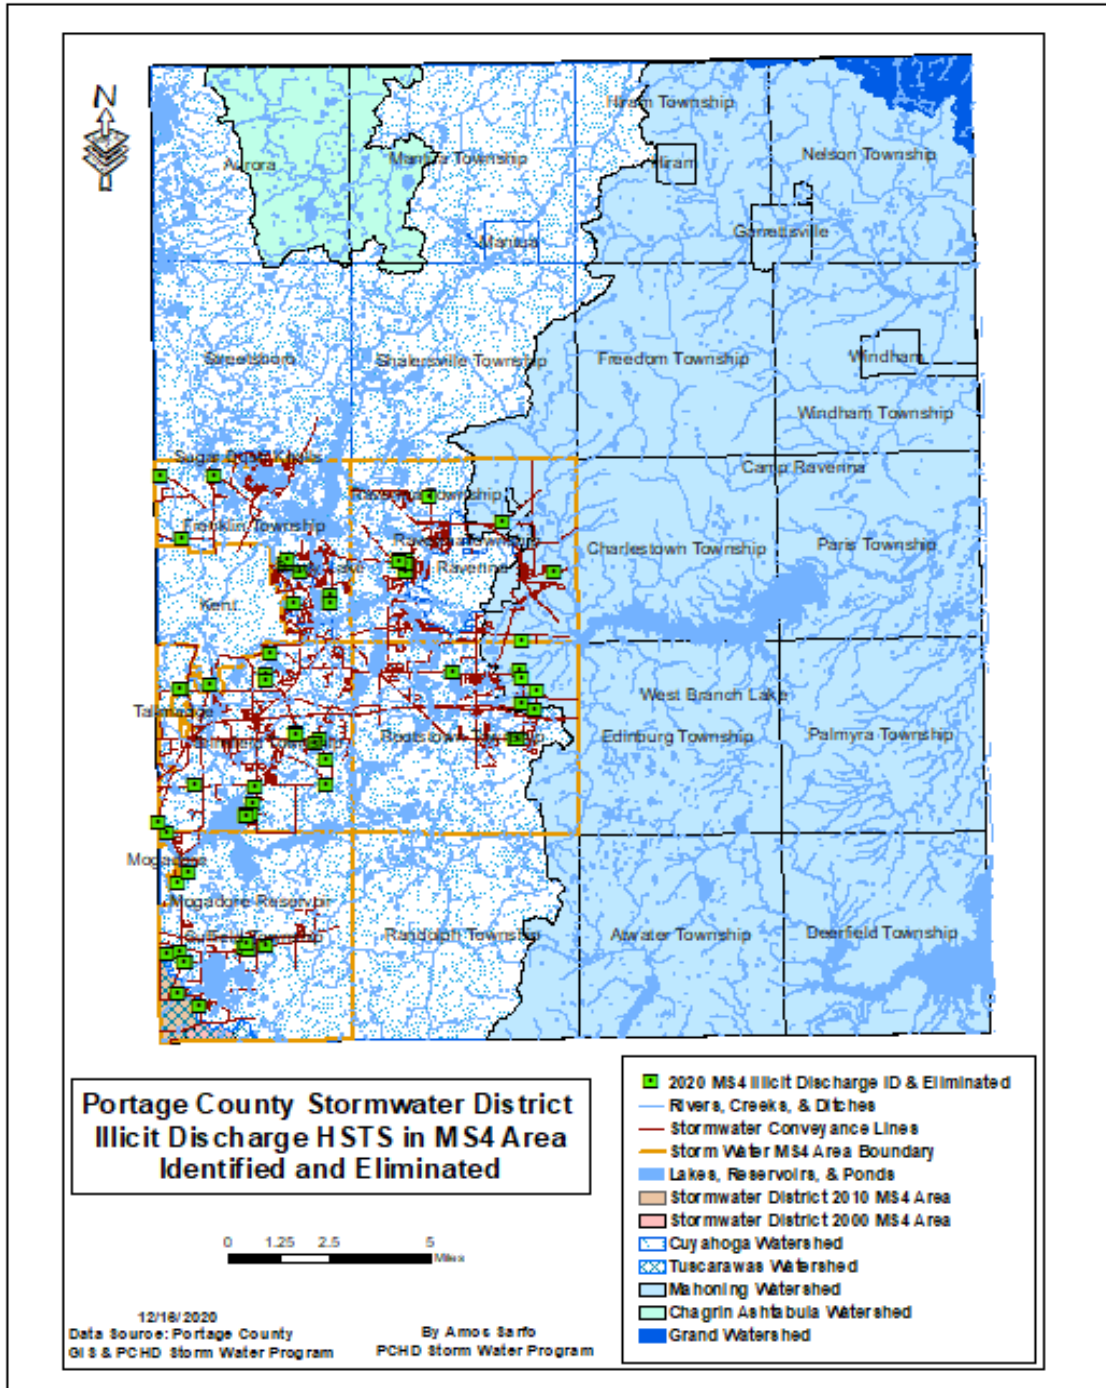 N
Hiram Township
Aurora
Mantua Township
Hiram
Nelson Township
Mantua
Garrettsville
Streetsboro
Shalersville Township
Freedom Township
Windham
Windham Township
Camp Ravenna
Township
Franklin Township
Charlestown Township
Paris Township
Lake
Ravenna
Kent
West Branch Lake
Tallmadge
Rootstown Township
Edinburg Township
Palmyra Township
Mogadore
Mogadore Reservoir
Suffield Township
Randolph Township
Atwater Township
Deerfield Township
Portage County Stormwater District
Illicit Discharge HSTS in MS4 Area
Identified and Eliminated
0 1.25 2.5 5
Miles
12/16/2020
Data Source: Portage County
GIS & PCHD Storm Water Program
By Amos Sarfo
PCHD Storm Water Program
2020 MS4 Illicit Discharge ID & Eliminated
Rivers, Creeks, & Ditches
Stormwater Conveyance Lines
Storm Water MS4 Area Boundary
Lakes, Reservoirs, & Ponds
Stormwater District 2010 MS4 Area
Stormwater District 2000 MS4 Area
Cuyahoga Watershed
Tuscarawas Watershed
Mahoning Watershed
Chagrin Ashtabula Watershed
Grand Watershed